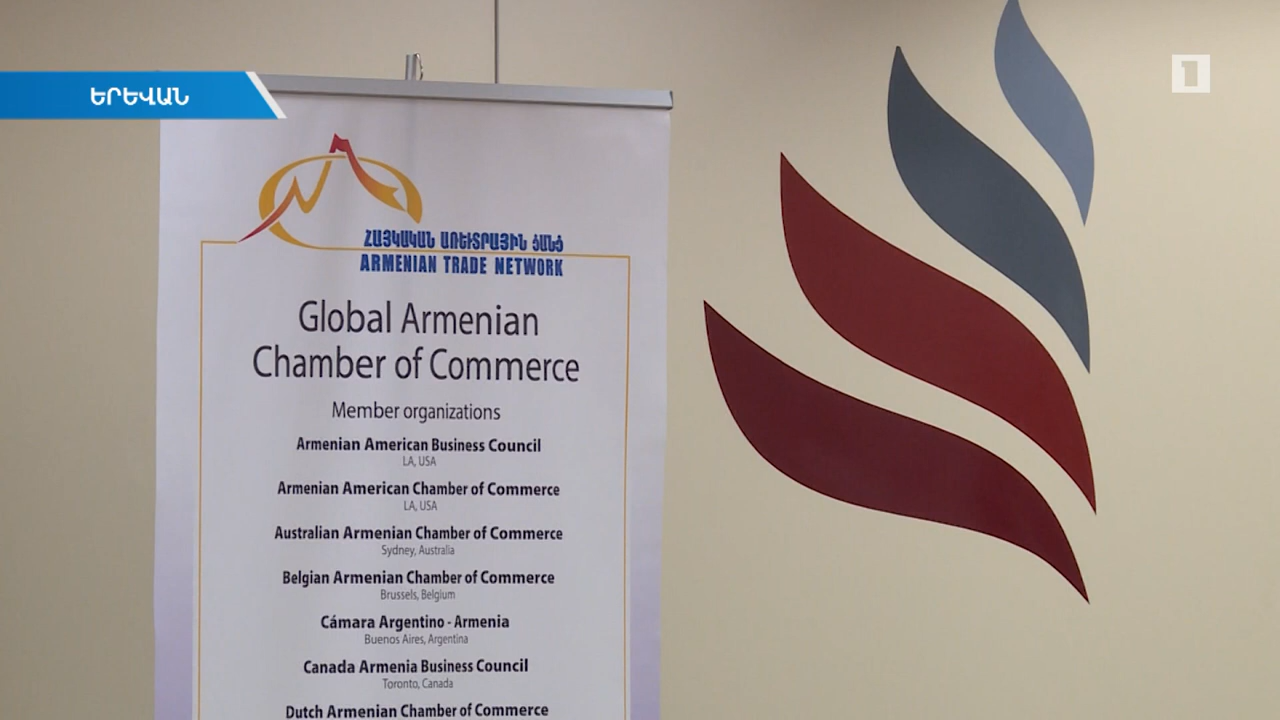 ԵՐԵՎԱՆ
1
ՀԱՅԿԱԿԱՆ ԱՌԵՒՏՐԱՅԻՆ ՑԱՆՑ
ARMENIAN TRADE NETWORK
Global Armenian
Chamber of Commerce
Member organizations
Armenian American Business Council
LA, USA
Armenian American Chamber of Commerce
LA, USA
Australian Armenian Chamber of Commerce
Sydney, Australia
Belgian Armenian Chamber of Commerce
Brussels, Belgium
Cámara Argentino - Armenia
Buenos Aires, Argentina
Canada Armenia Business Council
Toronto, Canada
Dutch Armenian Chamber of Commerce